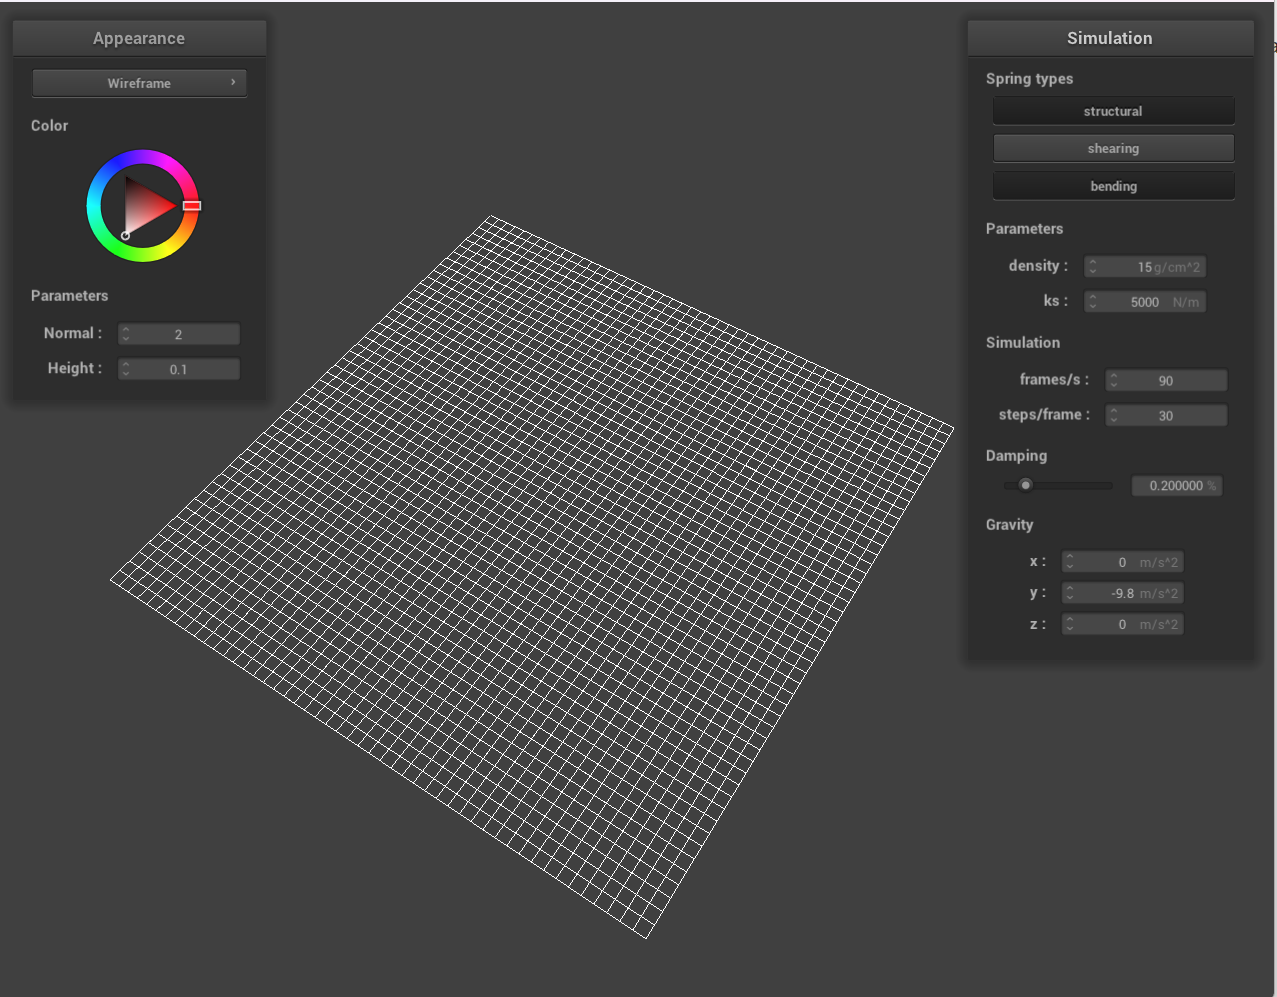 Appearance
Wireframe
Color
Parameters
Normal : 2
Height : 0.1
Simulation
Spring types
structural
shearing
bending
Parameters
density : 15 g/cm^2
ks : 5000 N/m
Simulation
frames/s : 90
steps/frame : 30
Damping
0.200000 %
Gravity
x : 0 m/s^2
y : -9.8 m/s^2
z : 0 m/s^2